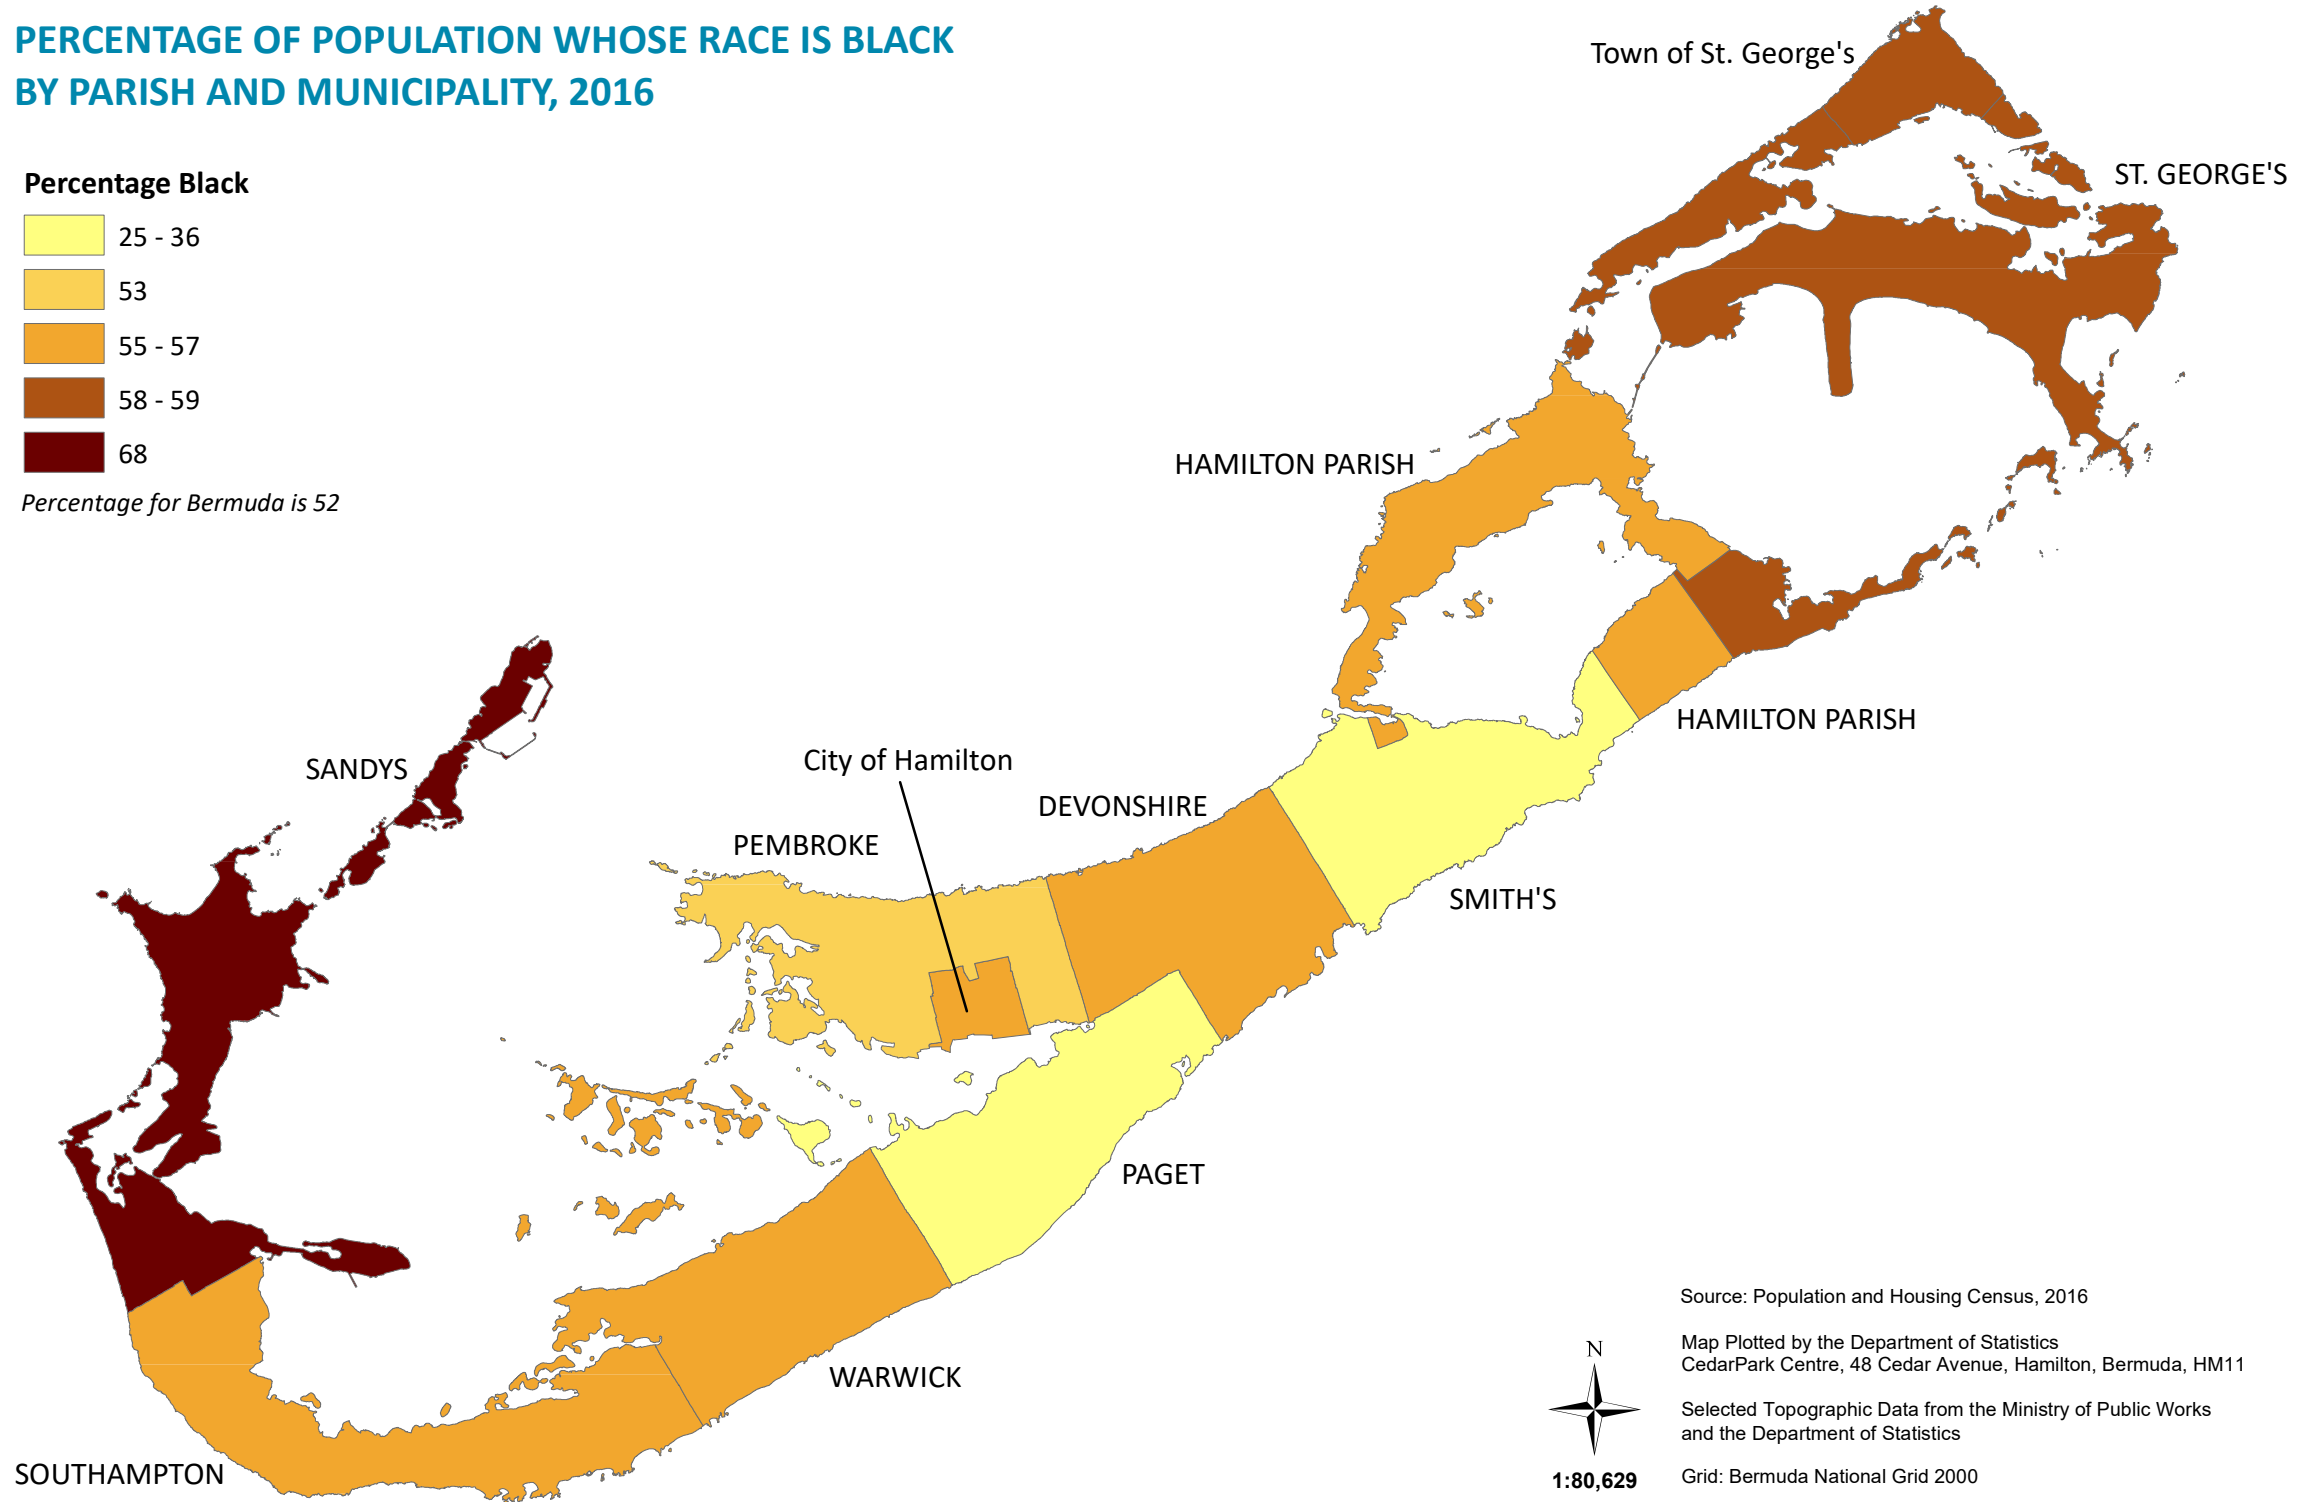 PERCENTAGE OF POPULATION WHOSE RACE IS BLACK
BY PARISH AND MUNICIPALITY, 2016
Percentage Black
25 - 36
53
55 - 57
58 - 59
68
Percentage for Bermuda is 52
Town of St. George's
ST. GEORGE'S
HAMILTON PARISH
HAMILTON PARISH
SANDYS
City of Hamilton
DEVONSHIRE
PEMBROKE
SMITH'S
PAGET
WARWICK
SOUTHAMPTON
Source: Population and Housing Census, 2016
Map Plotted by the Department of Statistics
CedarPark Centre, 48 Cedar Avenue, Hamilton, Bermuda, HM11
Selected Topographic Data from the Ministry of Public Works
and the Department of Statistics
Grid: Bermuda National Grid 2000
N
1:80,629